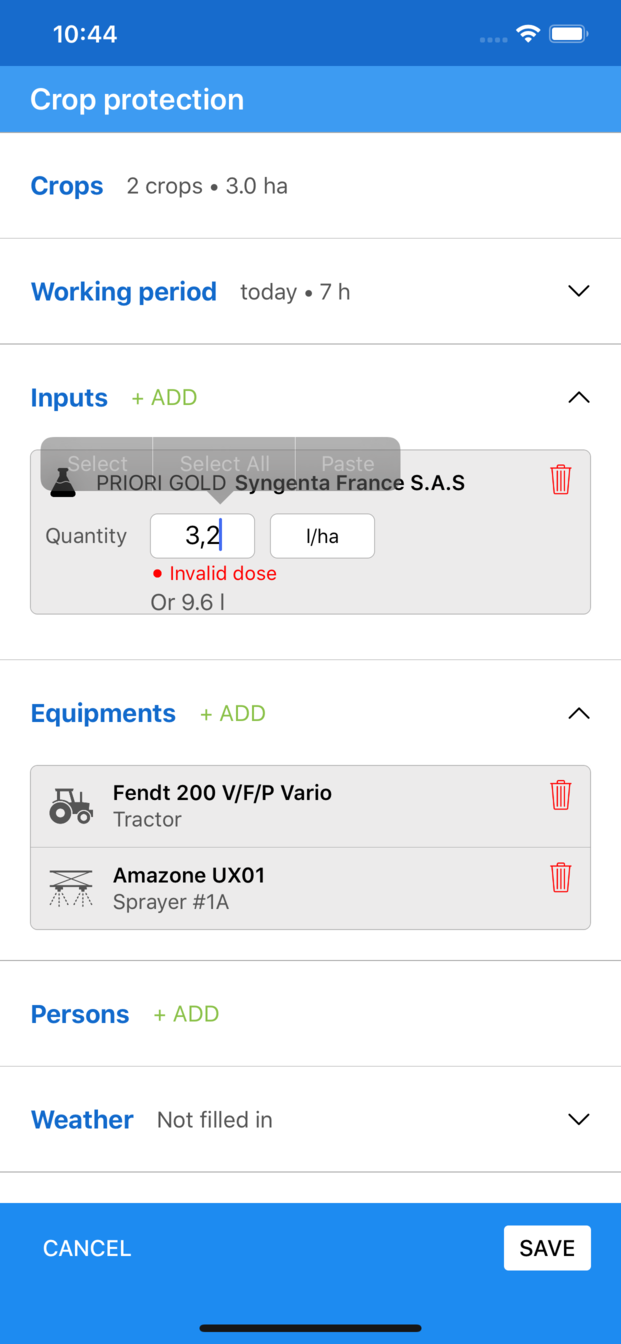 10:44
Crop protection
Crops 2 crops • 3.0 ha
Working period today • 7 h
Inputs + ADD
Select Select All Paste
PRIORI GOLD Syngenta France S.A.S
Quantity 3,2 l/ha
• Invalid dose
Or 9.6 l
Equipments + ADD
Fendt 200 V/F/P Vario
Tractor
Amazone UX01
Sprayer #1A
Persons + ADD
Weather Not filled in
CANCEL SAVE